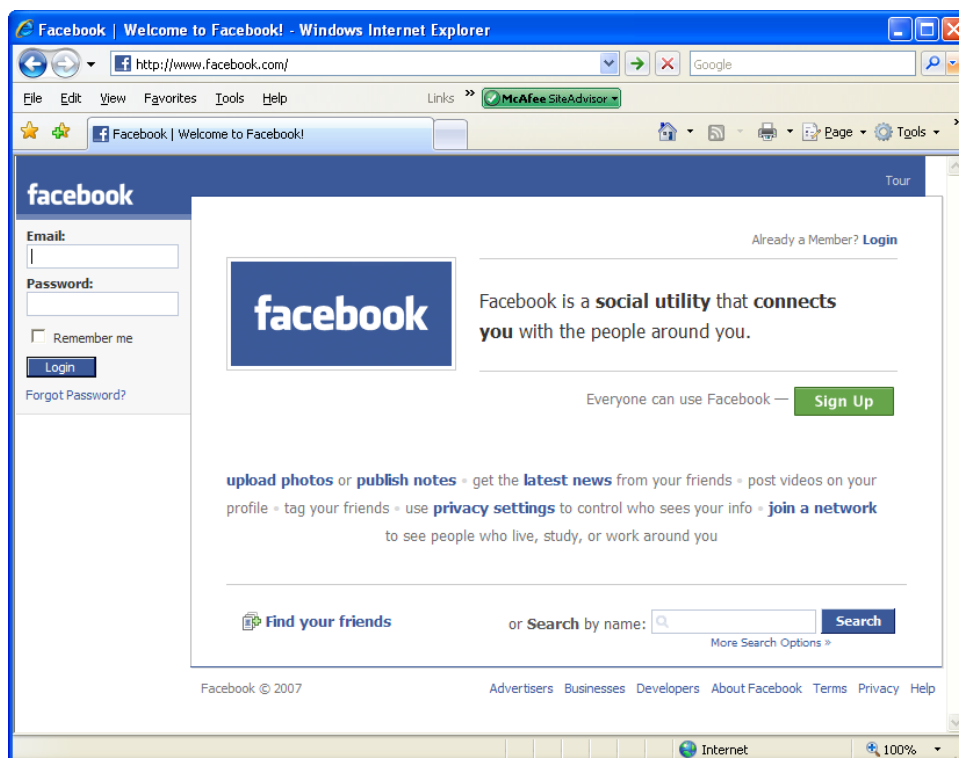 Facebook | Welcome to Facebook! - Windows Internet Explorer
http://www.facebook.com/
Google
File Edit View Favorites Tools Help Links » McAfee SiteAdvisor
Facebook | Welcome to Facebook!
Page Tools »
Tour
facebook
Email:
Password:
Remember me
Login
Forgot Password?
Already a Member? Login
facebook
Facebook is a social utility that connects
you with the people around you.
Everyone can use Facebook — Sign Up
upload photos or publish notes • get the latest news from your friends • post videos on your
profile • tag your friends • use privacy settings to control who sees your info • join a network
to see people who live, study, or work around you
Find your friends
or Search by name: Search
More Search Options »
Facebook © 2007
Advertisers Businesses Developers About Facebook Terms Privacy Help
Internet 100%